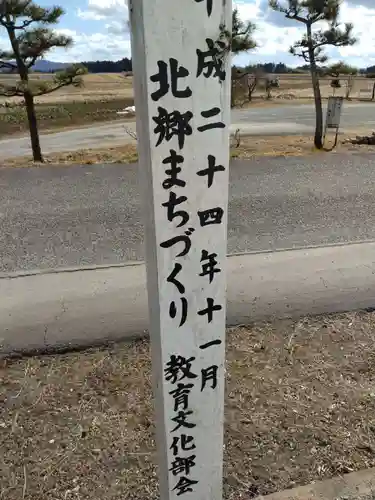 平成二十四年十一月
北郷まちづくり
教育文化部会